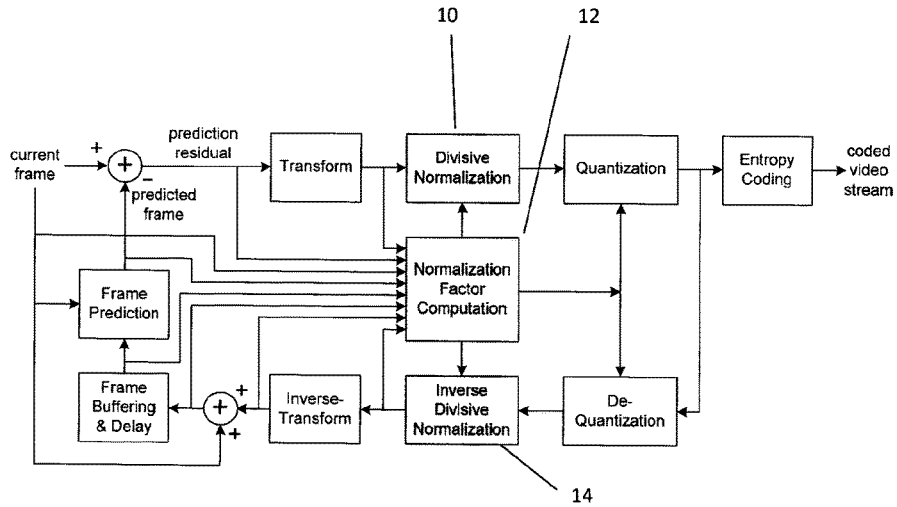 10
12
current
frame
+
+
−
prediction
residual
predicted
frame
Transform
Divisive
Normalization
Quantization
Entropy
Coding
coded
video
stream
Normalization
Factor
Computation
Frame
Prediction
Frame
Buffering
& Delay
+
+
+
Inverse-
Transform
Inverse
Divisive
Normalization
De-
Quantization
14